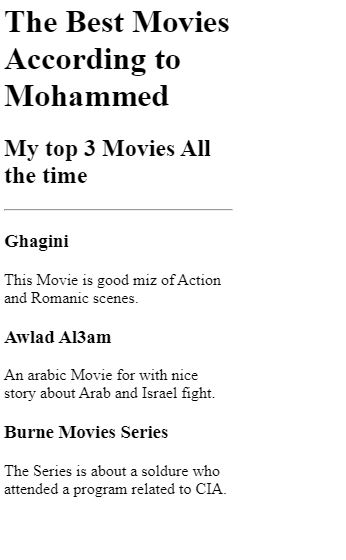 The Best Movies
According to
Mohammed
My top 3 Movies All
the time
Ghagini
This Movie is good miz of Action
and Romanic scenes.
Awlad Al3am
An arabic Movie for with nice
story about Arab and Israel fight.
Burne Movies Series
The Series is about a soldure who
attended a program related to CIA.